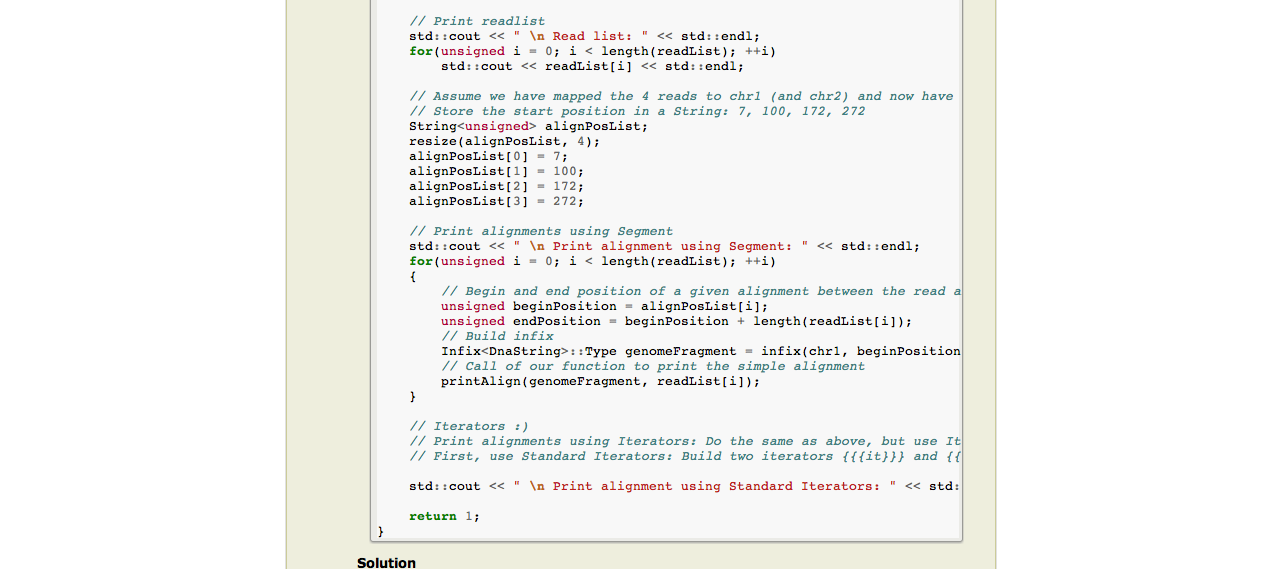 // Print readlist
std::cout << " \n Read list: " << std::endl;
for(unsigned i = 0; i < length(readList); ++i)
    std::cout << readList[i] << std::endl;

// Assume we have mapped the 4 reads to chr1 (and chr2) and now have
// Store the start position in a String: 7, 100, 172, 272
String<unsigned> alignPosList;
resize(alignPosList, 4);
alignPosList[0] = 7;
alignPosList[1] = 100;
alignPosList[2] = 172;
alignPosList[3] = 272;

// Print alignments using Segment
std::cout << " \n Print alignment using Segment: " << std::endl;
for(unsigned i = 0; i < length(readList); ++i)
{
    // Begin and end position of a given alignment between the read a
    unsigned beginPosition = alignPosList[i];
    unsigned endPosition = beginPosition + length(readList[i]);
    // Build infix
    Infix<DnaString>::Type genomeFragment = infix(chr1, beginPosition
    // Call of our function to print the simple alignment
    printAlign(genomeFragment, readList[i]);
}

// Iterators :)
// Print alignments using Iterators: Do the same as above, but use It
// First, use Standard Iterators: Build two iterators {{{it}}} and {{

std::cout << " \n Print alignment using Standard Iterators: " << std:

return 1;
}
Solution